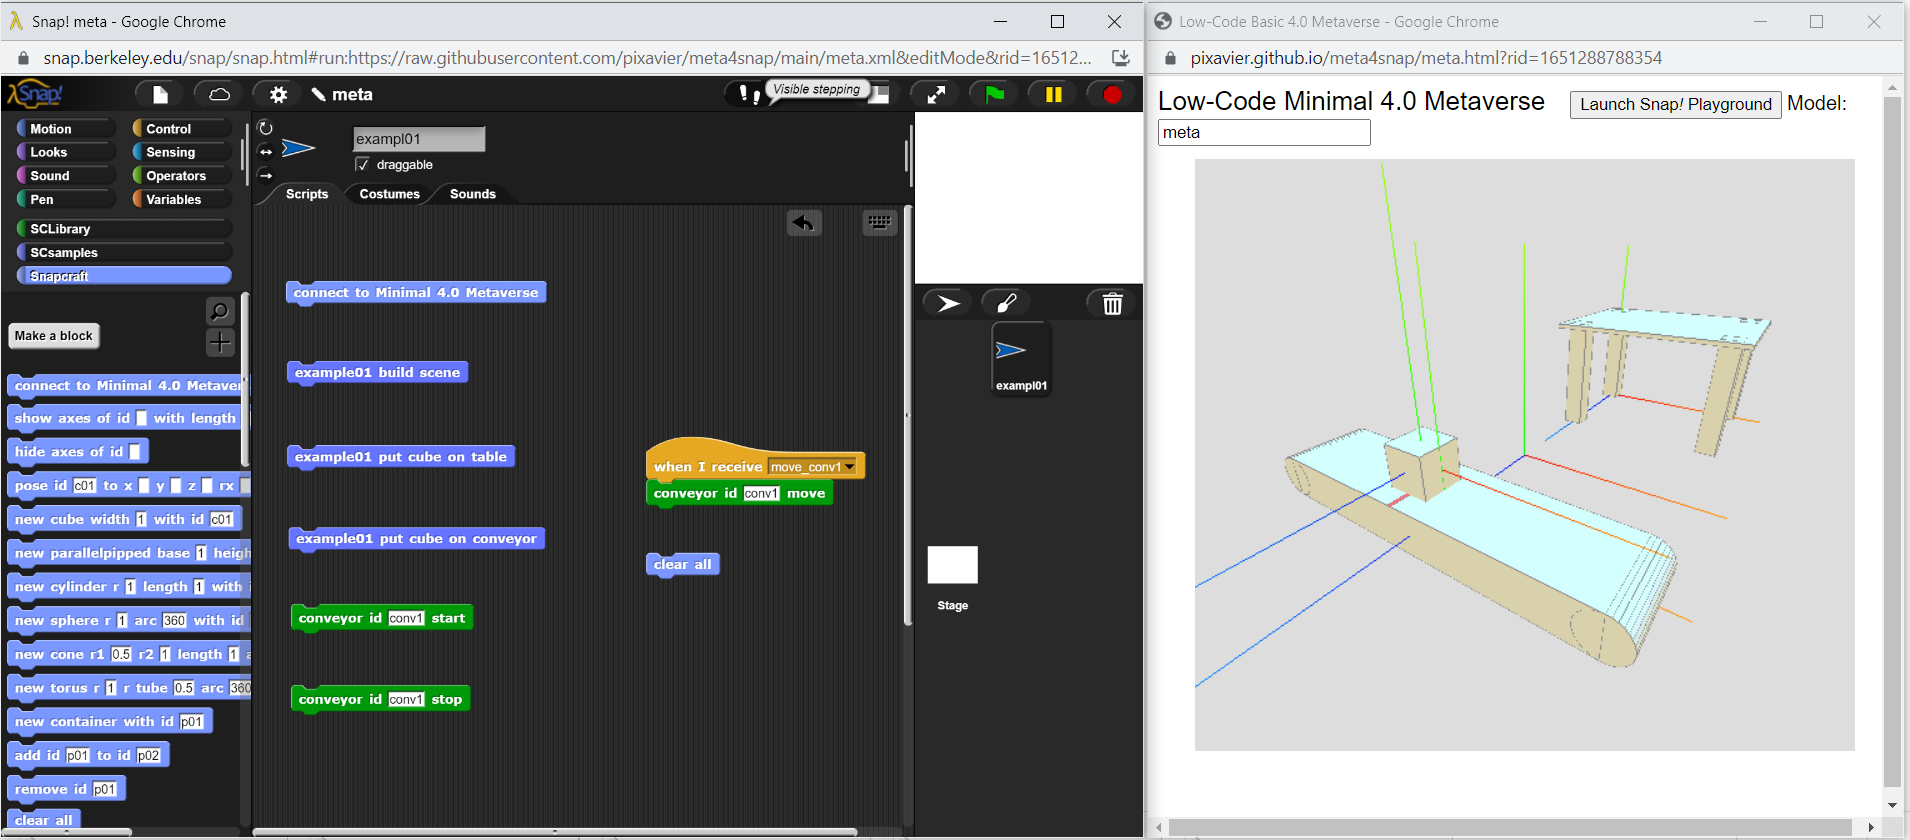 Snap! meta - Google Chrome
snap.berkeley.edu/snap/snap.html#run:https://raw.githubusercontent.com/pixavier/meta4snap/main/meta.xml&editMode&rid=16512...
Snap!
meta
Visible stepping
Motion
Control
Looks
Sensing
Sound
Operators
Pen
Variables
SCLibrary
SCsamples
Snapcraft
Make a block
connect to Minimal 4.0 Metaver
show axes of id with length
hide axes of id
pose id c01 to x y z rx
new cube width 1 with id c01
new parallelpipped base 1 heigh
new cylinder r 1 length 1 with i
new sphere r 1 arc 360 with id
new cone r1 0.5 r2 1 length 1 a
new torus r 1 r tube 0.5 arc 360
new container with id p01
add id p01 to id p02
remove id p01
clear all
exampl01
draggable
Scripts Costumes Sounds
connect to Minimal 4.0 Metaverse
example01 build scene
example01 put cube on table
example01 put cube on conveyor
conveyor id conv1 start
conveyor id conv1 stop
when I receive move_conv1
conveyor id conv1 move
clear all
exampl01
Stage
Low-Code Basic 4.0 Metaverse - Google Chrome
pixavier.github.io/meta4snap/meta.html?rid=1651288788354
Low-Code Minimal 4.0 Metaverse Launch Snap! Playground Model:
meta